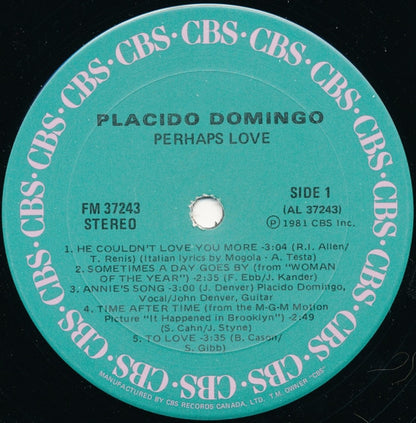 CBS · CBS · CBS · CBS · CBS · CBS · CBS · CBS · CBS · CBS · CBS · CBS · CBS · CBS · CBS · CBS · CBS · CBS
PLACIDO DOMINGO
PERHAPS LOVE
FM 37243
STEREO
SIDE 1
(AL 37243)
Ⓟ 1981 CBS Inc.
1. HE COULDN'T LOVE YOU MORE -3:04 (R.I. Allen/
T. Renis) (Italian lyrics by Mogola - A. Testa)
2. SOMETIMES A DAY GOES BY (from "WOMAN
OF THE YEAR") -2:35 (F. Ebb/J. Kander)
3. ANNIE'S SONG -3:00 (J. Denver) Placido Domingo,
Vocal/John Denver, Guitar
4. TIME AFTER TIME (from the M-G-M Motion
Picture "It Happened in Brooklyn") -2:49
(S. Cahn/J. Styne)
5. TO LOVE -3:35 (B. Cason/
S. Gibb)
MANUFACTURED BY CBS RECORDS CANADA, LTD. T.M. OWNER "CBS"